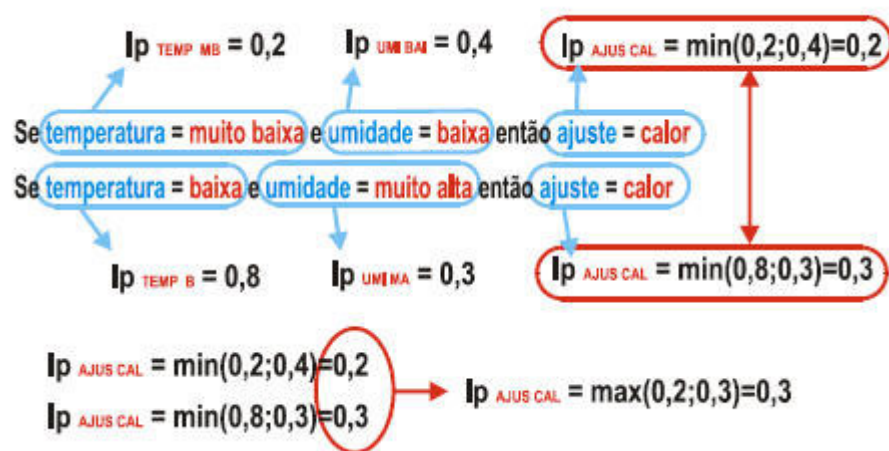 Ip TEMP MB = 0,2 Ip UMI BAI = 0,4 Ip AJUS CAL = min(0,2;0,4)=0,2
Se temperatura = muito baixa e umidade = baixa então ajuste = calor
Se temperatura = baixa e umidade = muito alta então ajuste = calor
Ip TEMP B = 0,8 Ip UMI MA = 0,3 Ip AJUS CAL = min(0,8;0,3)=0,3
Ip AJUS CAL = min(0,2;0,4)=0,2
Ip AJUS CAL = min(0,8;0,3)=0,3
Ip AJUS CAL = max(0,2;0,3)=0,3